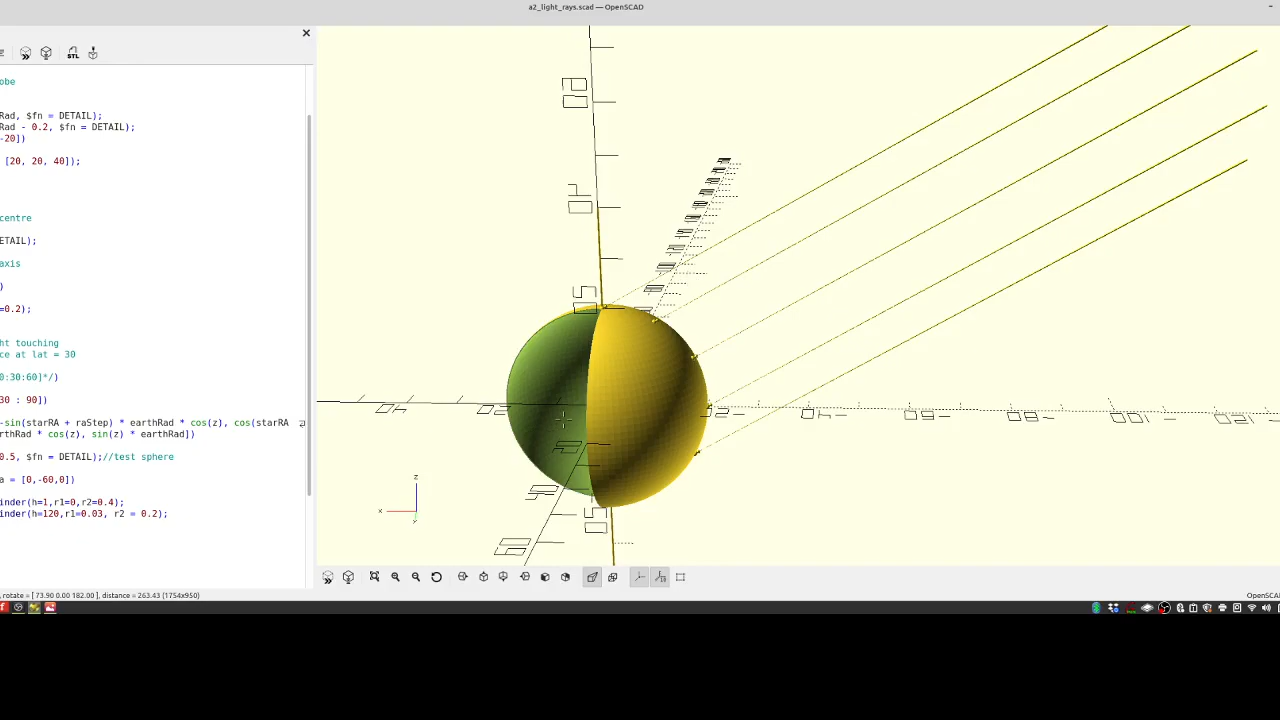 a2_light_rays.scad — OpenSCAD
obe
STL
Rad, $fn = DETAIL);
Rad - 0.2, $fn = DETAIL);
-20])
[20, 20, 40]);
centre
ETAIL);
axis
)
=0.2);
ht touching
ce at lat = 30
0:30:60]*/)
30 : 90])
-sin(starRA + raStep) * earthRad * cos(z), cos(starRA
rthRad * cos(z), sin(z) * earthRad])
0.5, $fn = DETAIL);//test sphere
a = [0,-60,0])
inder(h=1,r1=0,r2=0.4);
inder(h=120,r1=0.03, r2 = 0.2);
z
x
y
, rotate = [ 73.90 0.00 182.00 ], distance = 263.43 (1754x950)
OpenSCA